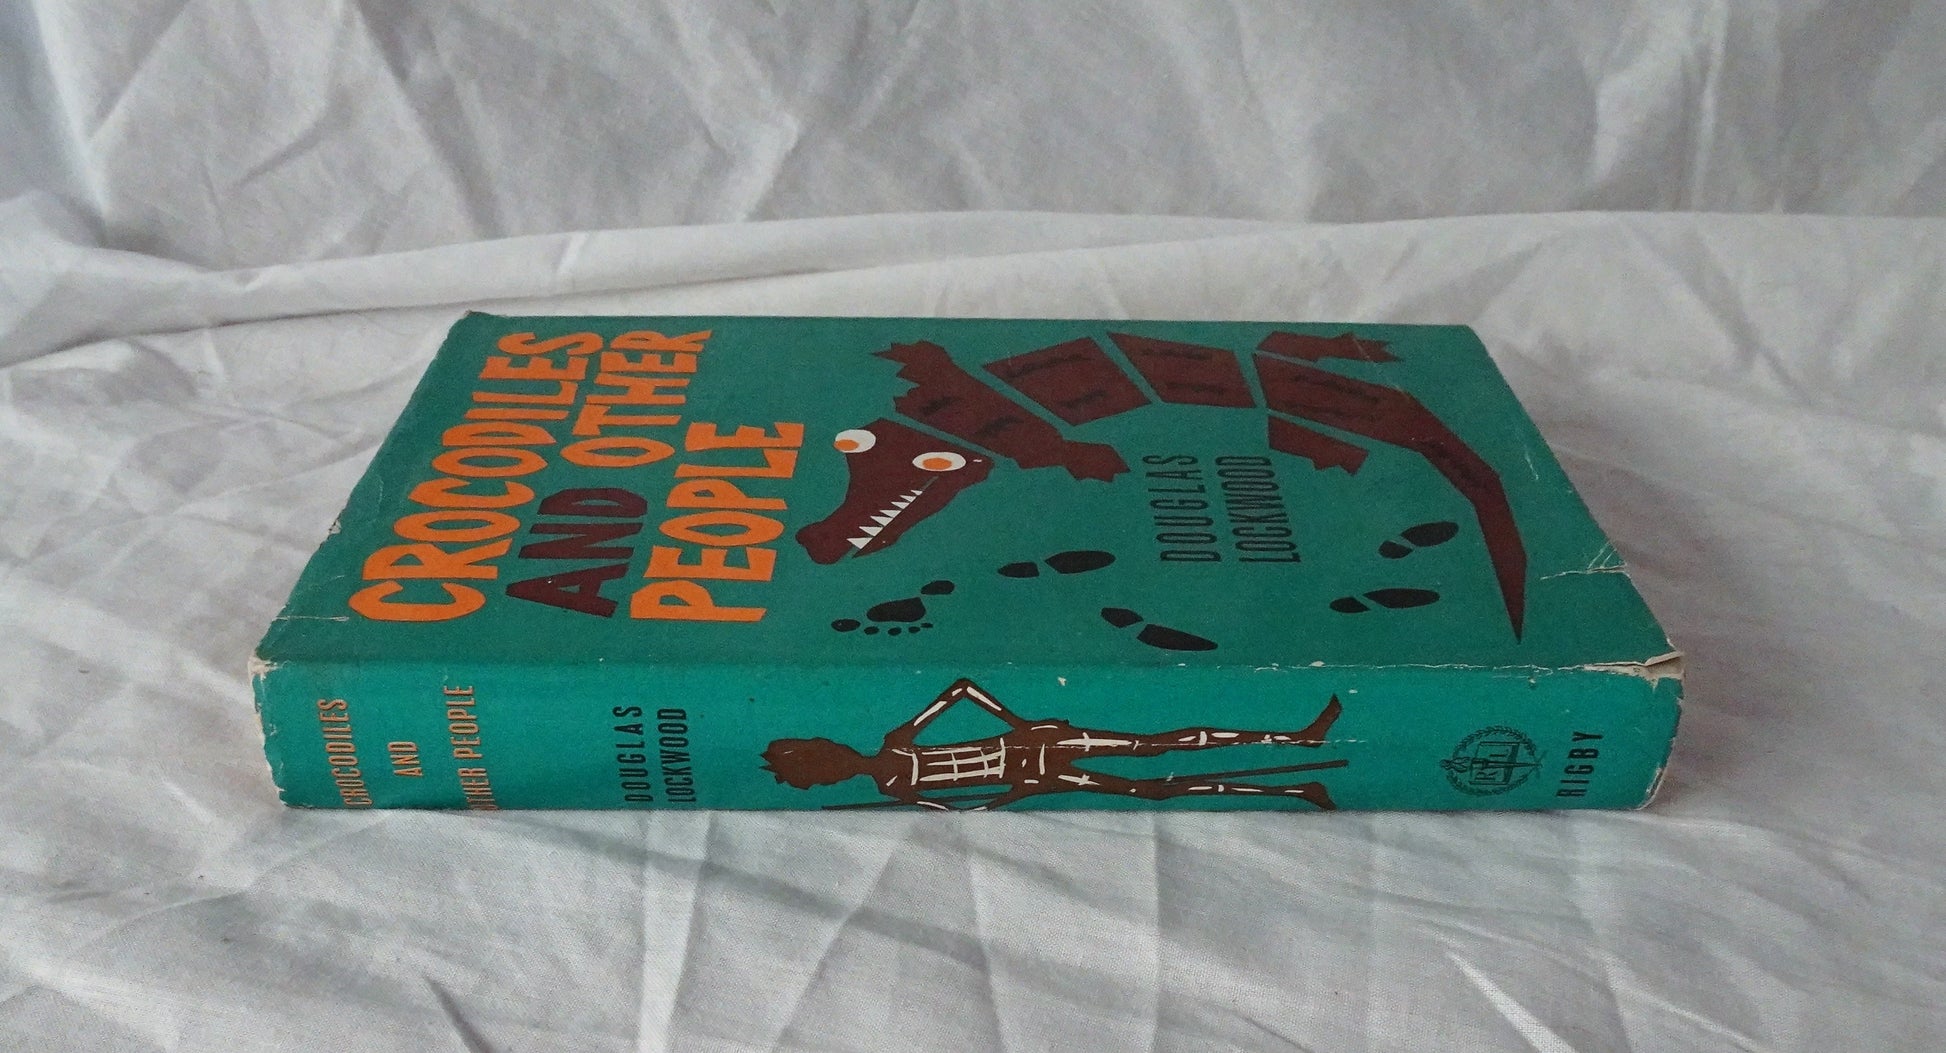 CROCODILES
AND OTHER
PEOPLE
DOUGLAS
LOCKWOOD
CROCODILES
AND
OTHER PEOPLE
DOUGLAS
LOCKWOOD
RIGBY